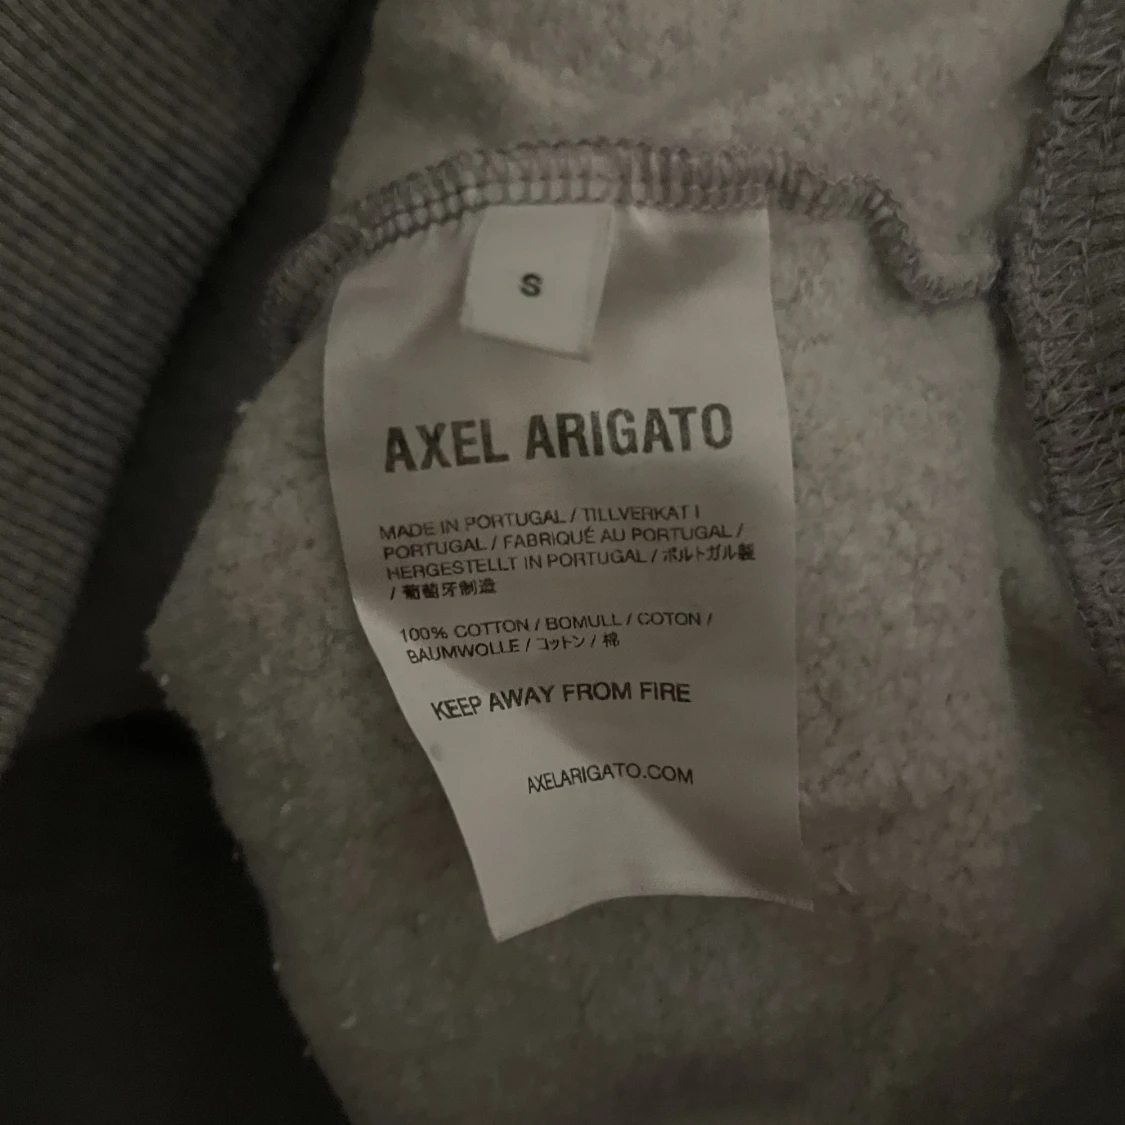 S
AXEL ARIGATO
MADE IN PORTUGAL / TILLVERKAT I
PORTUGAL / FABRIQUÉ AU PORTUGAL /
HERGESTELLT IN PORTUGAL / ポルトガル製
/ 葡萄牙制造
100% COTTON / BOMULL / COTON /
BAUMWOLLE / コットン / 棉
KEEP AWAY FROM FIRE
AXELARIGATO.COM